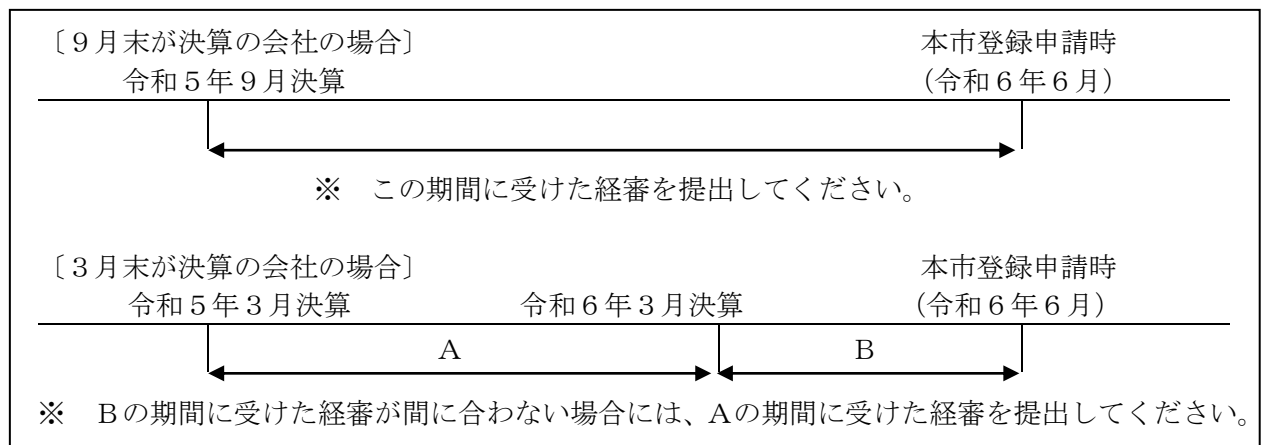 〔９月末が決算の会社の場合〕 本市登録申請時
令和５年９月決算 （令和６年６月）
※　この期間に受けた経審を提出してください。
〔３月末が決算の会社の場合〕 本市登録申請時
令和５年３月決算 令和６年３月決算 （令和６年６月）
Ａ Ｂ
※　Ｂの期間に受けた経審が間に合わない場合には、Ａの期間に受けた経審を提出してください。